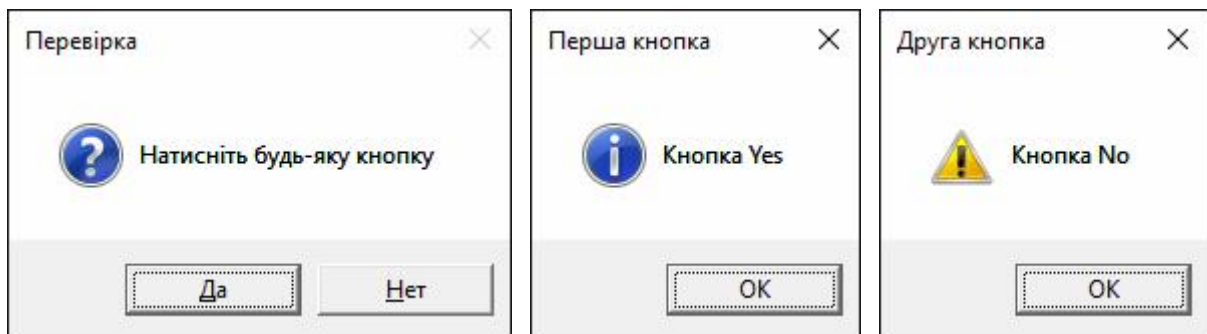 Перевірка
Натисніть будь-яку кнопку
Да
Нет
Перша кнопка
Кнопка Yes
OK
Друга кнопка
Кнопка No
OK